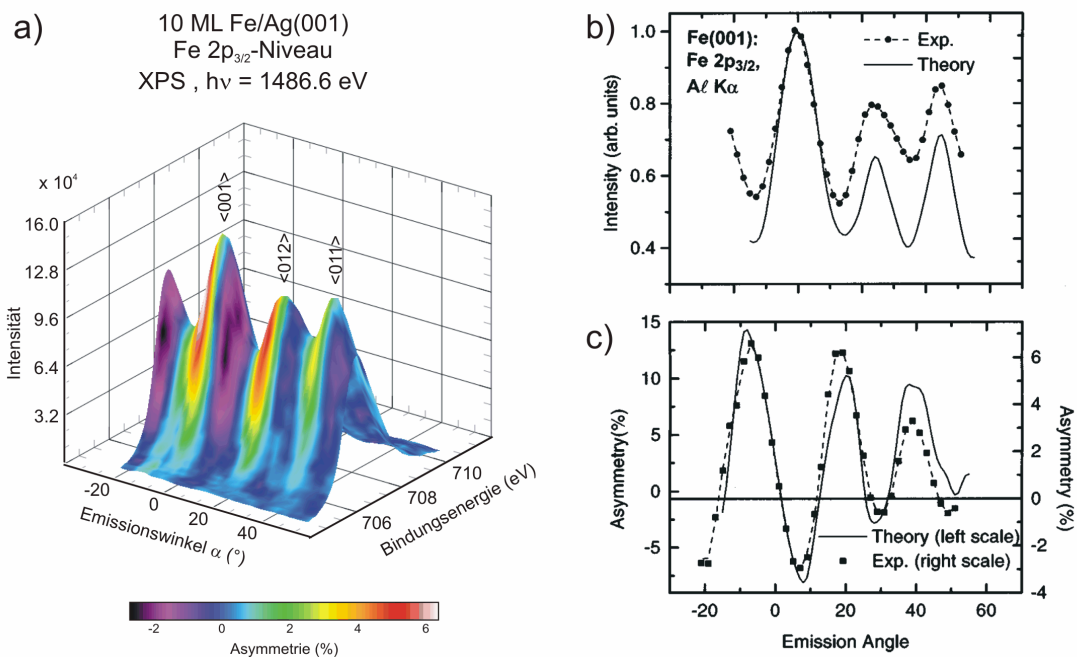 a)
10 ML Fe/Ag(001)
Fe 2p3/2-Niveau
XPS , hν = 1486.6 eV
x 10⁴
16.0
12.8
9.6
6.4
3.2
Intensität
<001>
<012>
<011>
-20
0
20
40
Emissionswinkel α (°)
706
708
710
Bindungsenergie (eV)
-2
0
2
4
6
Asymmetrie (%)
b)
Fe(001):
Fe 2p3/2,
Aℓ Kα
Exp.
Theory
1.0
0.8
0.6
0.4
Intensity (arb. units)
c)
15
10
5
0
-5
Asymmetry(%)
6
4
2
0
-2
-4
Asymmetry (%)
Theory (left scale)
Exp. (right scale)
-20
0
20
40
60
Emission Angle